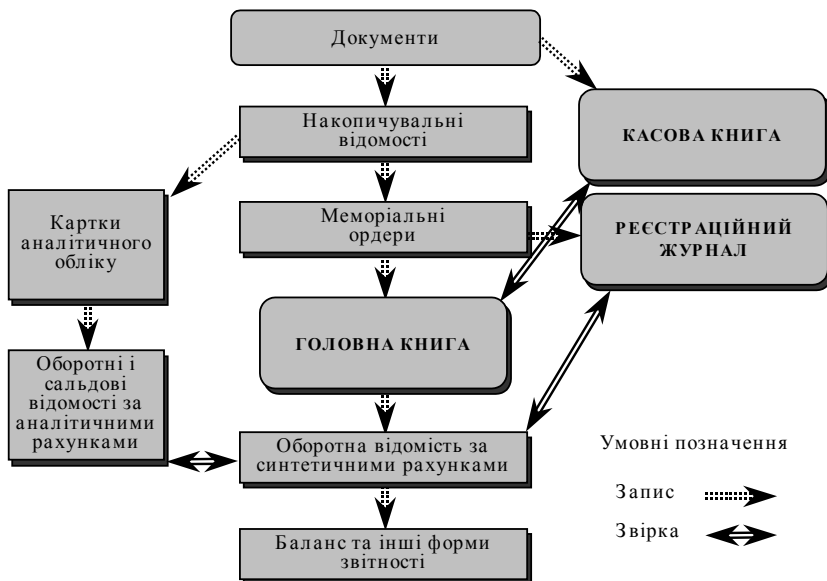 Документи
Накопичувальні
відомості
КАСОВА КНИГА
Картки
аналітичного
обліку
Меморіальні
ордери
РЕЄСТРАЦІЙНИЙ
ЖУРНАЛ
ГОЛОВНА КНИГА
Оборотні і
сальдові
відомості за
аналітичними
рахунками
Оборотна відомість за
синтетичними рахунками
Умовні позначення
Запис
Звірка
Баланс та інші форми
звітності